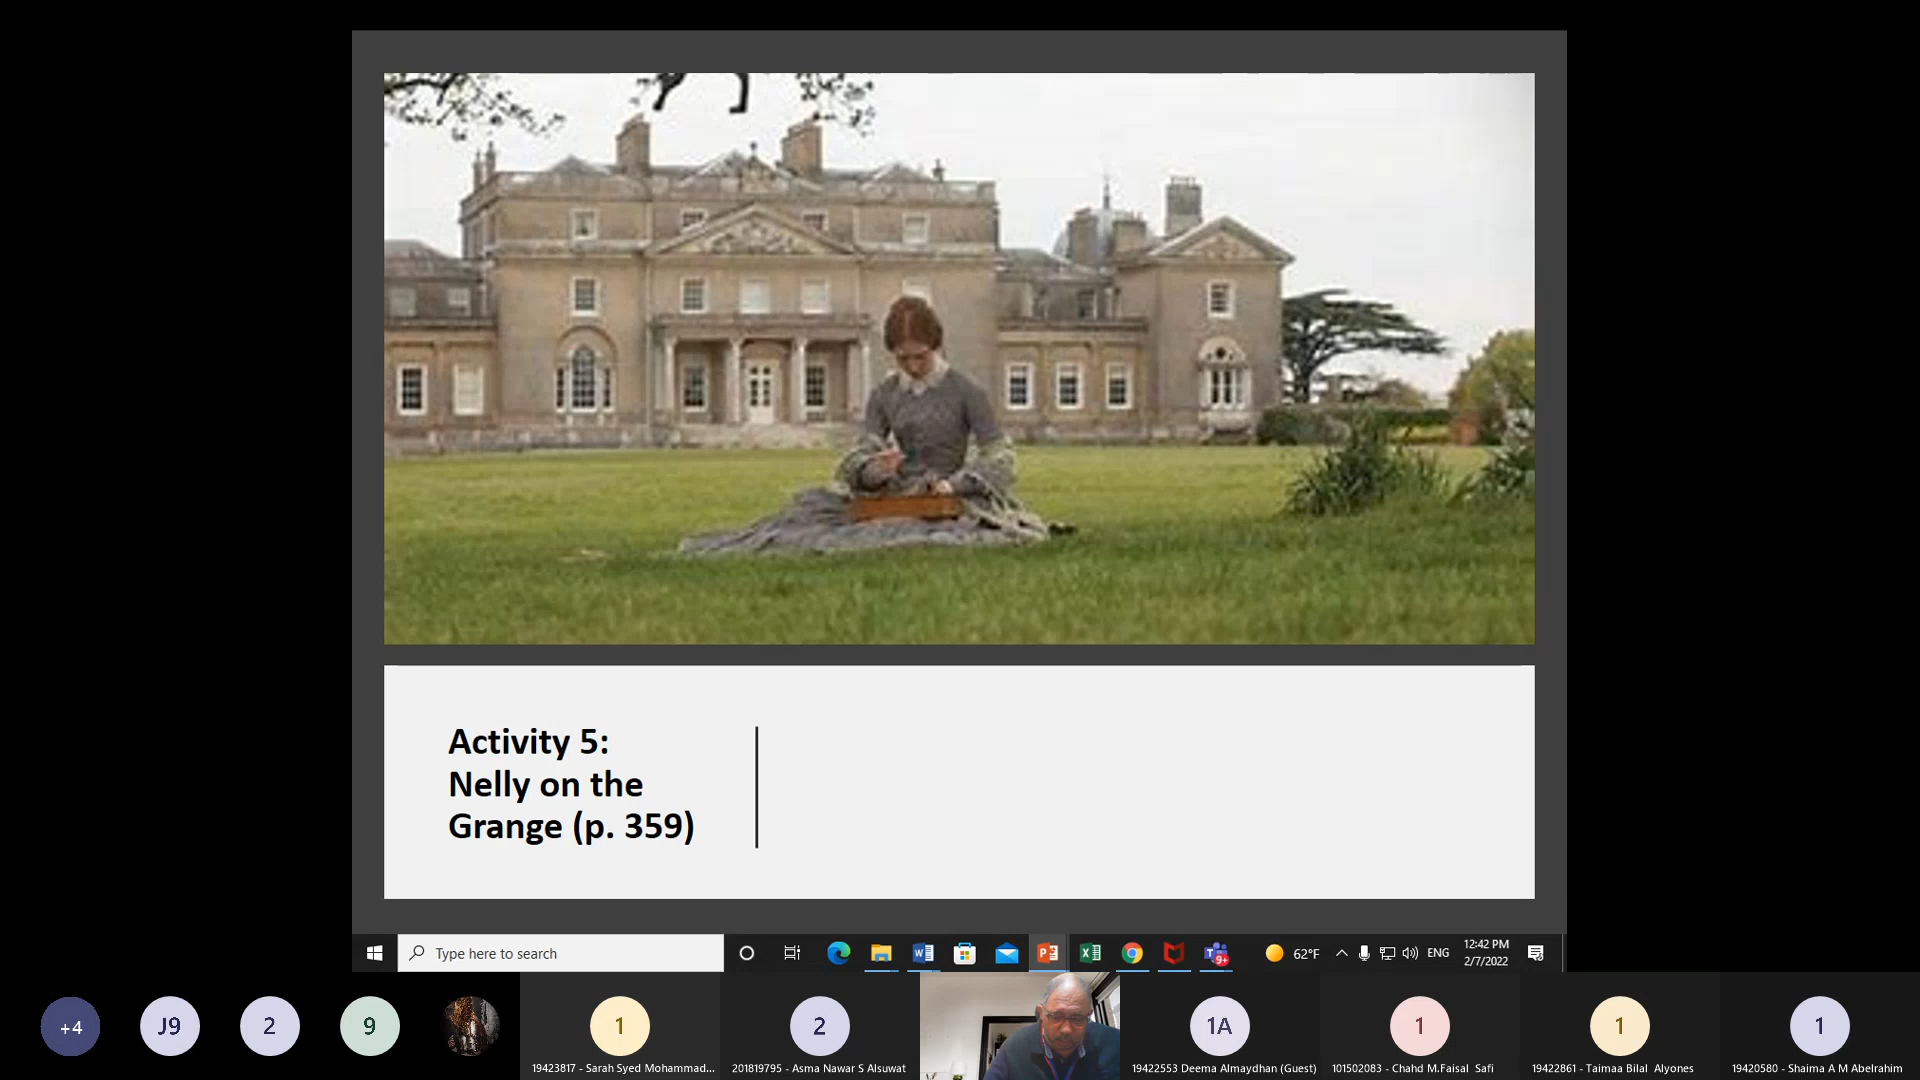 Activity 5:
Nelly on the
Grange (p. 359)
Type here to search
9+
62°F
ENG
12:42 PM
2/7/2022
+4
J9
2
9
1
2
1A
1
1
1
19423817 - Sarah Syed Mohammad...
201819795 - Asma Nawar S Alsuwat
19422553 Deema Almaydhan (Guest)
101502083 - Chahd M.Faisal Safi
19422861 - Taimaa Bilal Alyones
19420580 - Shaima A M Abelrahim